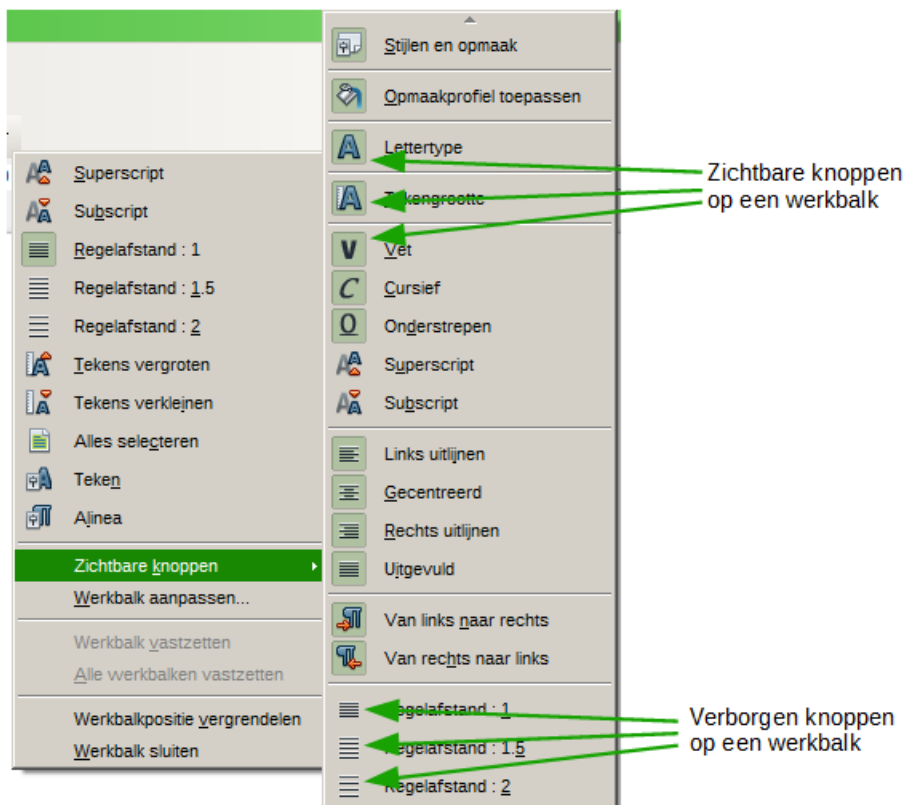 Superscript
Subscript
Regelafstand : 1
Regelafstand : 1.5
Regelafstand : 2
Tekens vergroten
Tekens verkleinen
Alles selecteren
Teken
Alinea
Zichtbare knoppen
Werkbalk aanpassen...
Werkbalk vastzetten
Alle werkbalken vastzetten
Werkbalkpositie vergrendelen
Werkbalk sluiten
Stijlen en opmaak
Opmaakprofiel toepassen
Lettertype
Tekengrootte
Vet
Cursief
Onderstrepen
Superscript
Subscript
Links uitlijnen
Gecentreerd
Rechts uitlijnen
Uitgevuld
Van links naar rechts
Van rechts naar links
Regelafstand : 1
Regelafstand : 1.5
Regelafstand : 2
Zichtbare knoppen
op een werkbalk
Verborgen knoppen
op een werkbalk